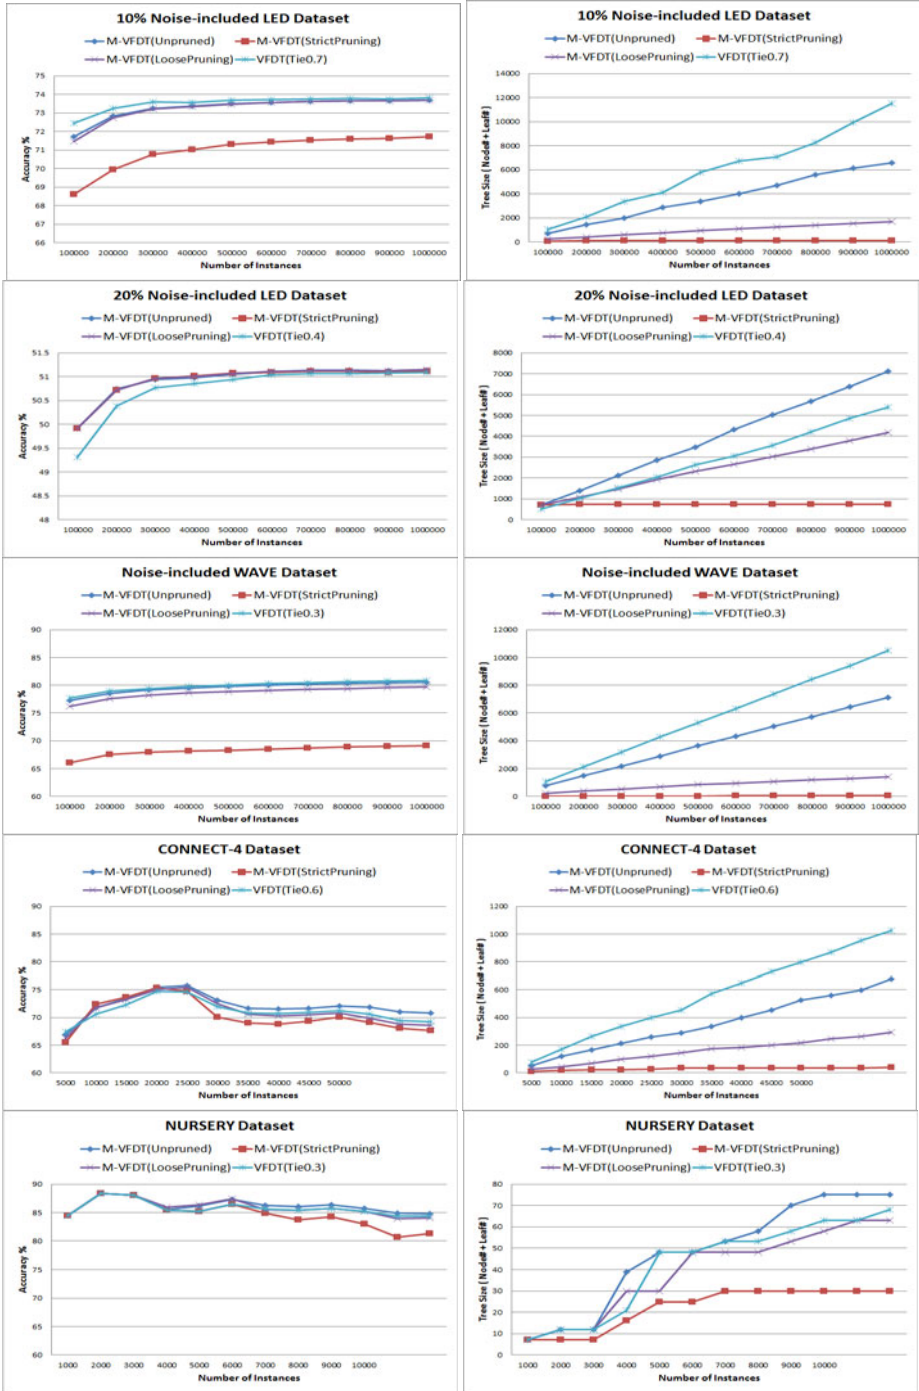 10% Noise-included LED Dataset
M-VFDT(Unpruned) M-VFDT(StrictPruning)
M-VFDT(LoosePruning) VFDT(Tie0.7)
Accuracy %
75
74
73
72
71
70
69
68
67
66
100000 200000 300000 400000 500000 600000 700000 800000 900000 1000000
Number of Instances
10% Noise-included LED Dataset
M-VFDT(Unpruned) M-VFDT(StrictPruning)
M-VFDT(LoosePruning) VFDT(Tie0.7)
Tree Size ( Node# + Leaf# )
14000
12000
10000
8000
6000
4000
2000
0
100000 200000 300000 400000 500000 600000 700000 800000 900000 1000000
Number of Instances
20% Noise-included LED Dataset
M-VFDT(Unpruned) M-VFDT(StrictPruning)
M-VFDT(LoosePruning) VFDT(Tie0.4)
Accuracy %
51.5
51
50.5
50
49.5
49
48.5
48
100000 200000 300000 400000 500000 600000 700000 800000 900000 1000000
Number of Instances
20% Noise-included LED Dataset
M-VFDT(Unpruned) M-VFDT(StrictPruning)
M-VFDT(LoosePruning) VFDT(Tie0.4)
Tree Size ( Node# + Leaf# )
8000
7000
6000
5000
4000
3000
2000
1000
0
100000 200000 300000 400000 500000 600000 700000 800000 900000 1000000
Number of Instances
Noise-included WAVE Dataset
M-VFDT(Unpruned) M-VFDT(StrictPruning)
M-VFDT(LoosePruning) VFDT(Tie0.3)
Accuracy %
90
85
80
75
70
65
60
100000 200000 300000 400000 500000 600000 700000 800000 900000 1000000
Number of Instances
Noise-included WAVE Dataset
M-VFDT(Unpruned) M-VFDT(StrictPruning)
M-VFDT(LoosePruning) VFDT(Tie0.3)
Tree Size ( Node# + Leaf# )
12000
10000
8000
6000
4000
2000
0
100000 200000 300000 400000 500000 600000 700000 800000 900000 1000000
Number of Instances
CONNECT-4 Dataset
M-VFDT(Unpruned) M-VFDT(StrictPruning)
M-VFDT(LoosePruning) VFDT(Tie0.6)
Accuracy %
90
85
80
75
70
65
60
5000 10000 15000 20000 25000 30000 35000 40000 45000 50000
Number of Instances
CONNECT-4 Dataset
M-VFDT(Unpruned) M-VFDT(StrictPruning)
M-VFDT(LoosePruning) VFDT(Tie0.6)
Tree Size ( Node# + Leaf# )
1200
1000
800
600
400
200
0
5000 10000 15000 20000 25000 30000 35000 40000 45000 50000
Number of Instances
NURSERY Dataset
M-VFDT(Unpruned) M-VFDT(StrictPruning)
M-VFDT(LoosePruning) VFDT(Tie0.3)
Accuracy %
90
85
80
75
70
65
60
1000 2000 3000 4000 5000 6000 7000 8000 9000 10000
Number of Instances
NURSERY Dataset
M-VFDT(Unpruned) M-VFDT(StrictPruning)
M-VFDT(LoosePruning) VFDT(Tie0.3)
Tree Size ( Node# + Leaf# )
80
70
60
50
40
30
20
10
0
1000 2000 3000 4000 5000 6000 7000 8000 9000 10000
Number of Instances